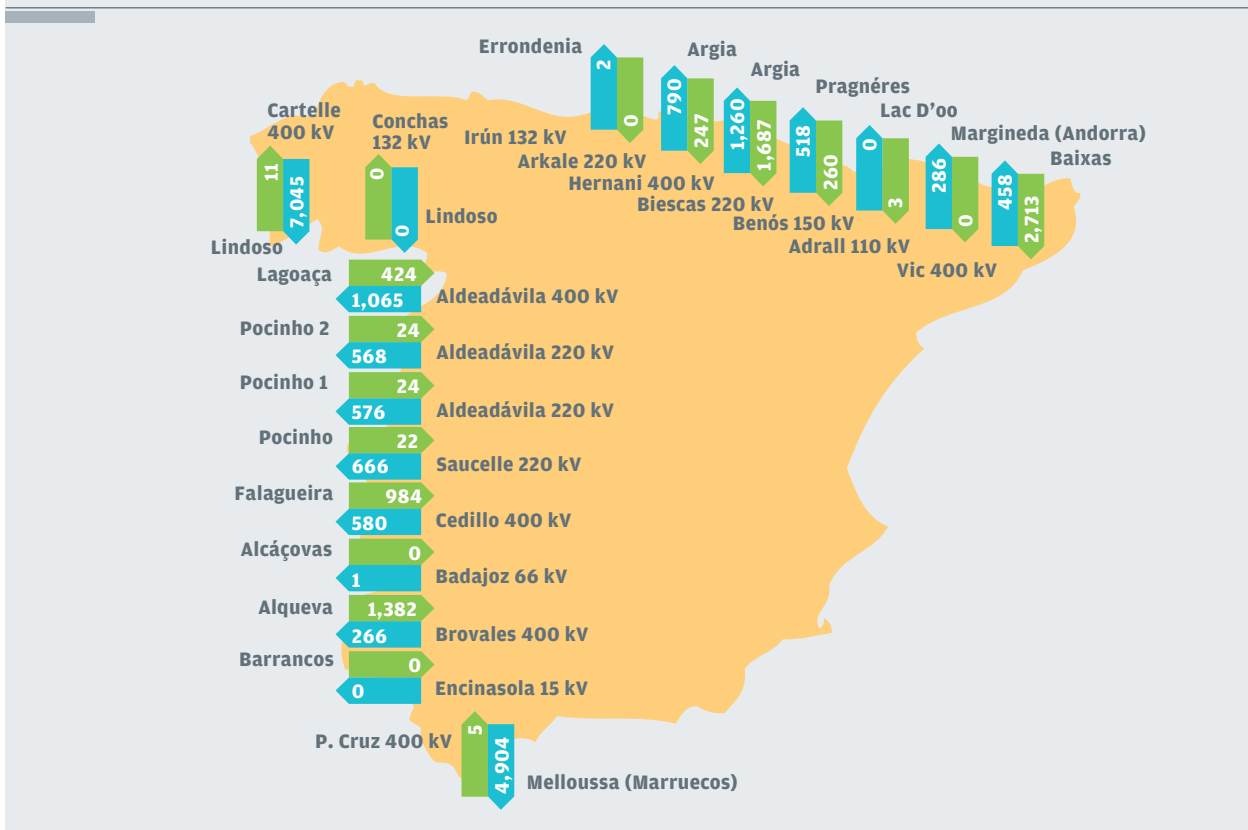 Errondenia
2
0
Argia
790
247
Argia
1,260
1,687
Pragnéres
518
260
Lac D’oo
0
3
Margineda (Andorra)
286
0
Baixas
458
2,713
Irún 132 kV
Arkale 220 kV
Hernani 400 kV
Biescas 220 kV
Benós 150 kV
Adrall 110 kV
Vic 400 kV
Cartelle
400 kV
11
7,045
Lindoso
Conchas
132 kV
0
0
Lindoso
Lagoaça
424
1,065
Aldeadávila 400 kV
Pocinho 2
24
568
Aldeadávila 220 kV
Pocinho 1
24
576
Aldeadávila 220 kV
Pocinho
22
666
Saucelle 220 kV
Falagueira
984
580
Cedillo 400 kV
Alcáçovas
0
1
Badajoz 66 kV
Alqueva
1,382
266
Brovales 400 kV
Barrancos
0
0
Encinasola 15 kV
P. Cruz 400 kV
5
4,904
Melloussa (Marruecos)